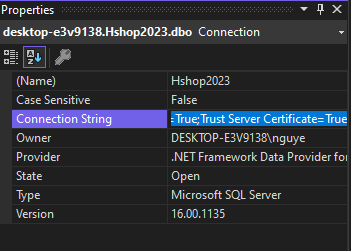 Properties
desktop-e3v9138.Hshop2023.dbo Connection
(Name) Hshop2023
Case Sensitive False
Connection String =True;Trust Server Certificate=True
Owner DESKTOP-E3V9138\nguye
Provider .NET Framework Data Provider for
State Open
Type Microsoft SQL Server
Version 16.00.1135